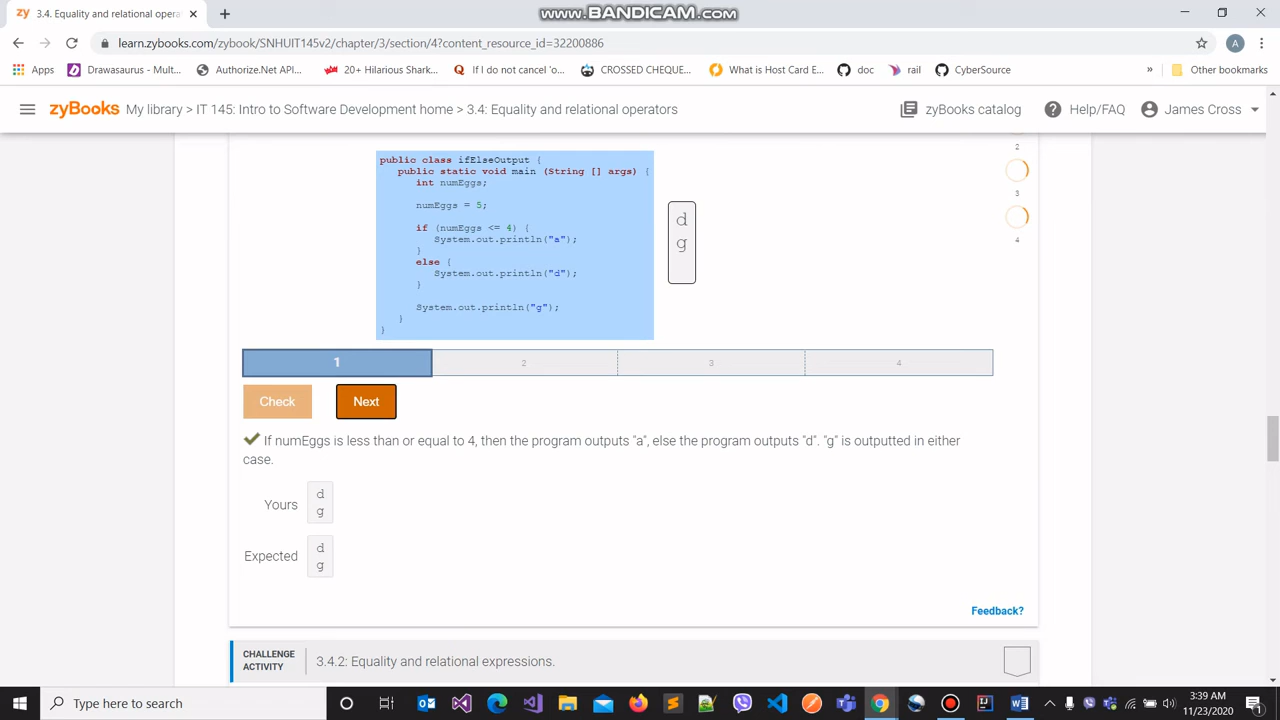 www.BANDICAM.com
zy 3.4. Equality and relational opera
learn.zybooks.com/zybook/SNHUIT145v2/chapter/3/section/4?content_resource_id=32200886
A
Apps Drawasaurus - Mult... Authorize.Net API... 20+ Hilarious Shark... If I do not cancel 'o... CROSSED CHEQUE... What is Host Card E... doc rail CyberSource » Other bookmarks
zyBooks My library > IT 145: Intro to Software Development home > 3.4: Equality and relational operators zyBooks catalog Help/FAQ James Cross
2
3
4
public class ifElseOutput {
public static void main (String [] args) {
int numEggs;
numEggs = 5;
if (numEggs <= 4) {
System.out.println("a");
}
else {
System.out.println("d");
}
System.out.println("g");
}
}
d
g
1 2 3 4
Check Next
If numEggs is less than or equal to 4, then the program outputs "a", else the program outputs "d". "g" is outputted in either
case.
Yours
d
g
Expected
d
g
Feedback?
CHALLENGE
ACTIVITY
3.4.2: Equality and relational expressions.
Type here to search
3:39 AM
11/23/2020